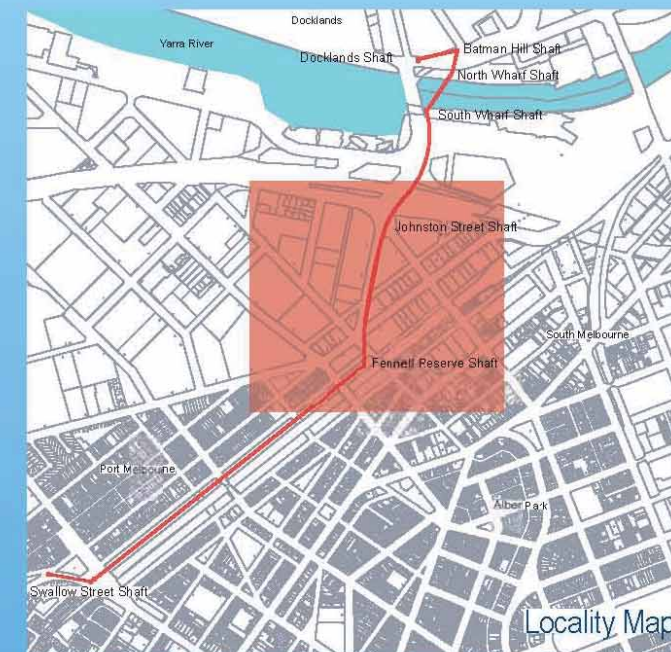 Docklands
Yarra River
Docklands Shaft
Batman Hill Shaft
North Wharf Shaft
South Wharf Shaft
Johnston Street Shaft
South Melbourne
Fennell Reserve Shaft
Port Melbourne
Albert Park
Swallow Street Shaft
Locality Map